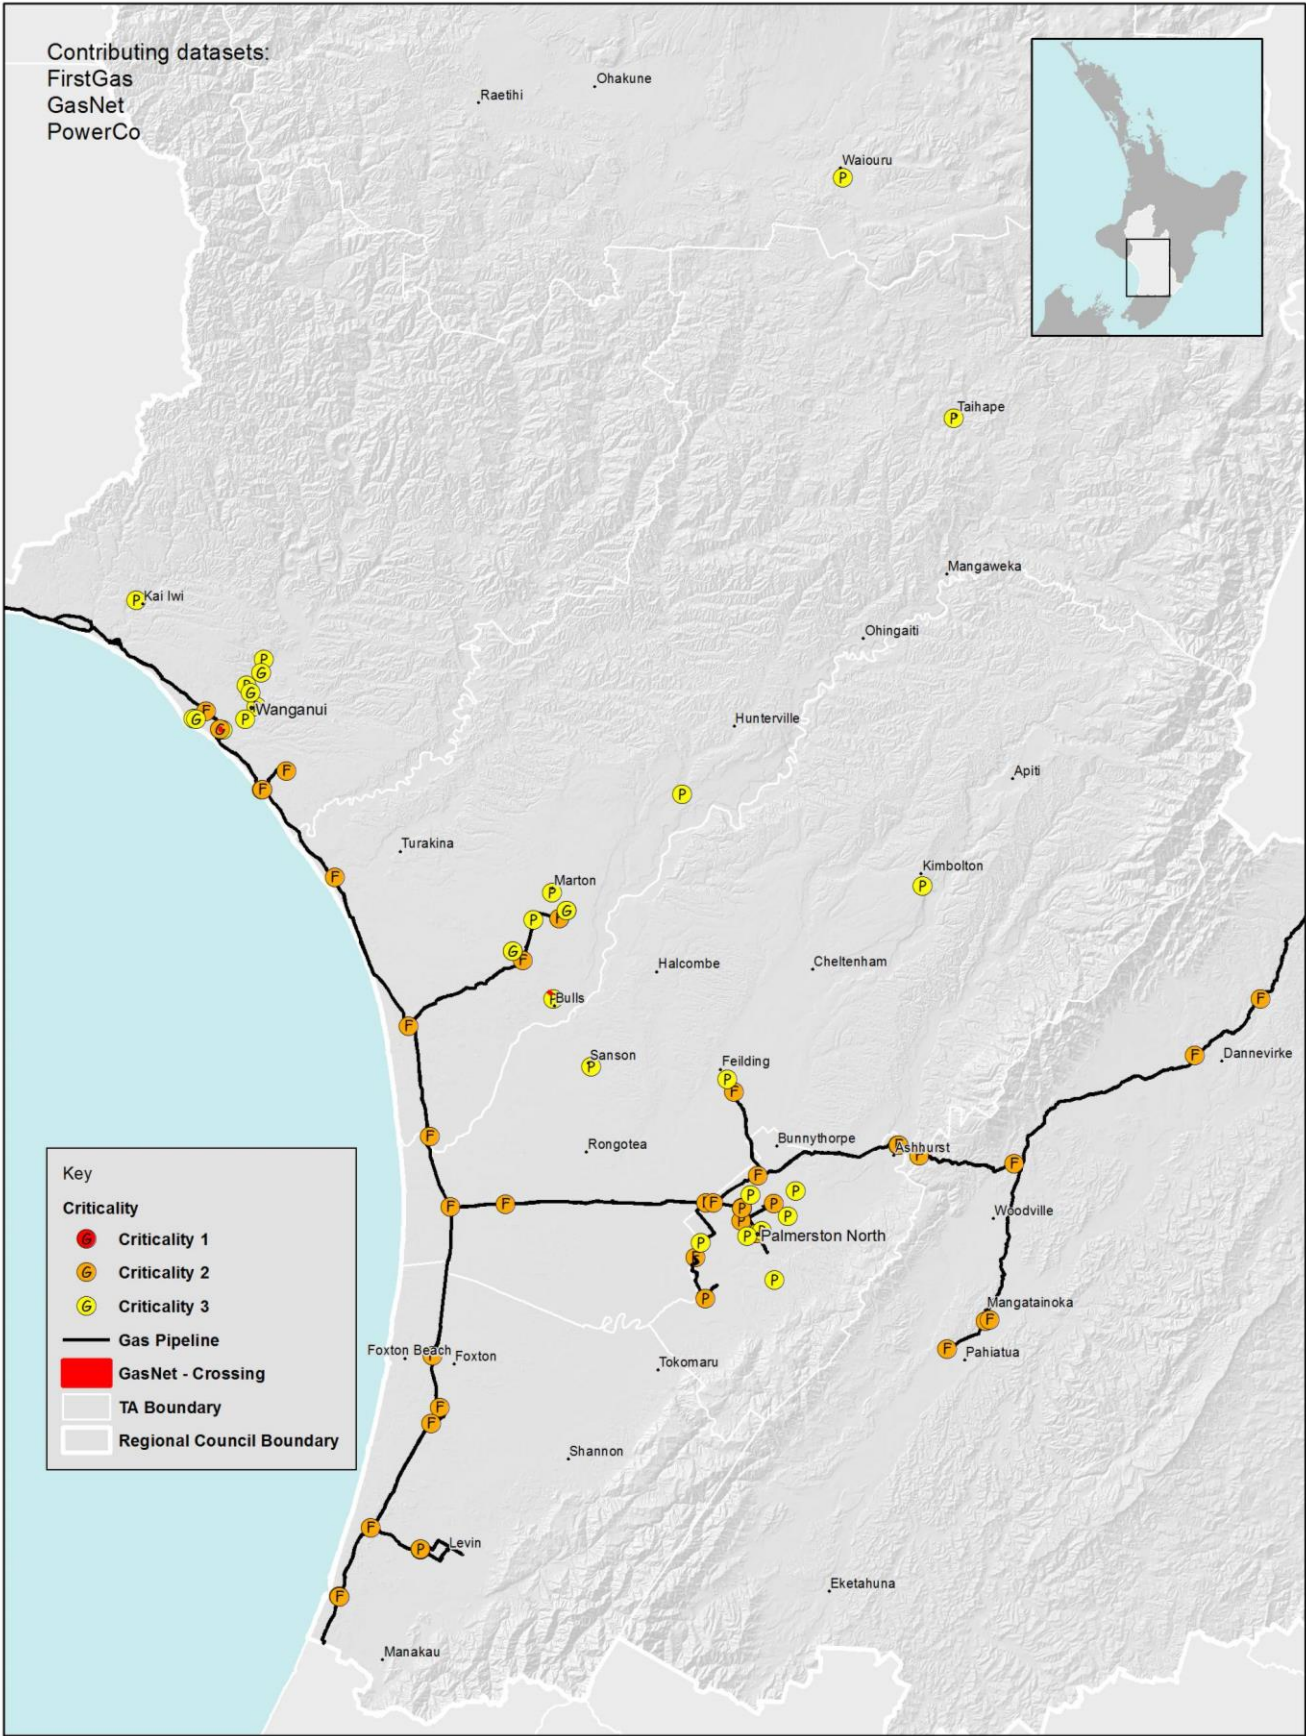 Contributing datasets:
FirstGas
GasNet
PowerCo
Ohakune
Raetihi
Waiouru
P
Taihape
P
Mangaweka
Kai Iwi
P
Ohingaiti
P
G
P
G
Wanganui
F
G
P
G
Hunterville
F
F
Apiti
P
Turakina
F
Kimbolton
P
Marton
P
G
P
F
G
F
Halcombe
Cheltenham
Bulls
F
Dannevirke
F
F
Sanson
P
Feilding
P
F
F
Rongotea
Bunnythorpe
F
Ashhurst
F
F
F
P
P
F
F
F
F
P
F
P
P
Woodville
P
P
Palmerston North
P
F
P
P
Mangatainoka
F
F
Pahiatua
Foxton Beach
Foxton
Tokomaru
F
F
Shannon
F
P
Levin
F
Eketahuna
Manakau
Key
Criticality
G Criticality 1
G Criticality 2
G Criticality 3
Gas Pipeline
GasNet - Crossing
TA Boundary
Regional Council Boundary